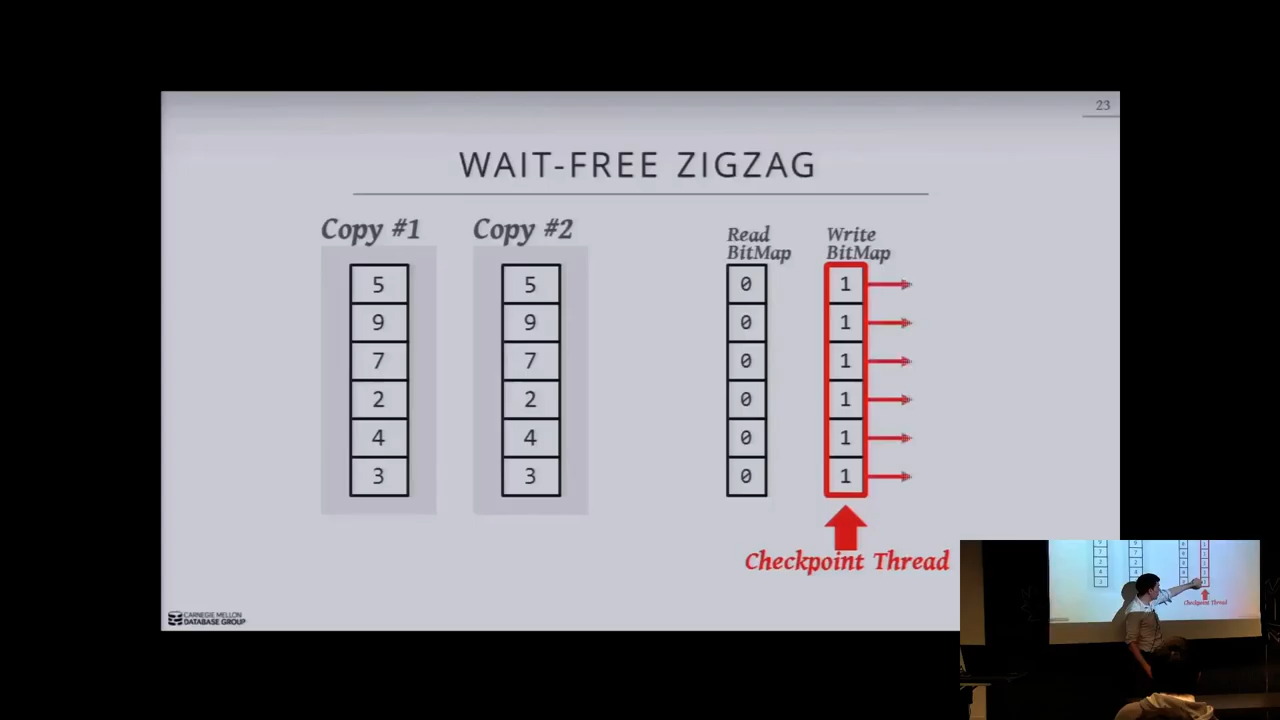 23
WAIT-FREE ZIGZAG
Copy #1
Copy #2
Read
BitMap
Write
BitMap
5 5 0 1
9 9 0 1
7 7 0 1
2 2 0 1
4 4 0 1
3 3 0 1
Checkpoint Thread
CARNEGIE MELLON
DATABASE GROUP
Checkpoint Thread